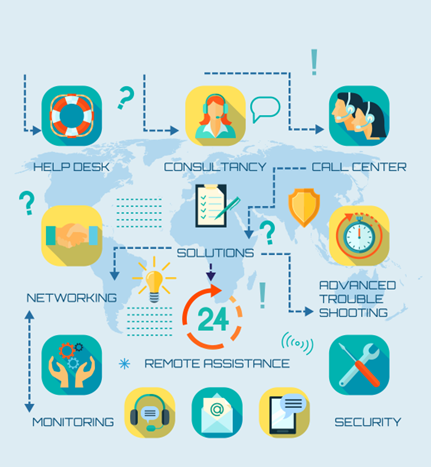 ?
!
HELP DESK
CONSULTANCY
CALL CENTER
?
?
SOLUTIONS
NETWORKING
24
!
ADVANCED
TROUBLE
SHOOTING
* REMOTE ASSISTANCE
MONITORING
@
SECURITY